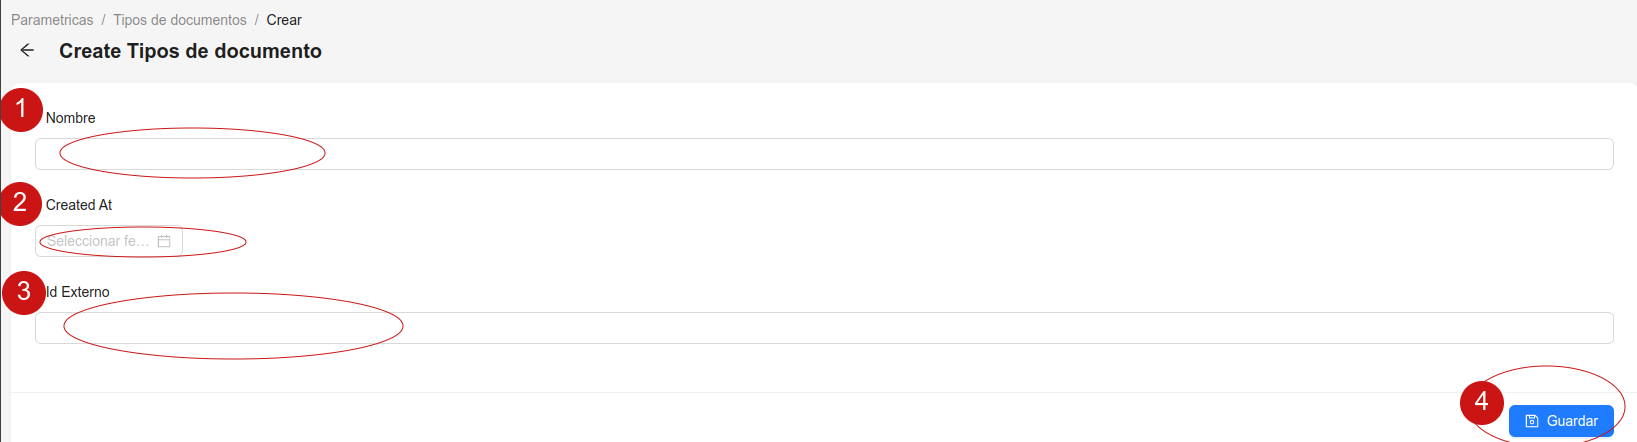 Parametricas / Tipos de documentos / Crear
Create Tipos de documento
1
Nombre
2
Created At
Seleccionar fe...
3
Id Externo
4
Guardar